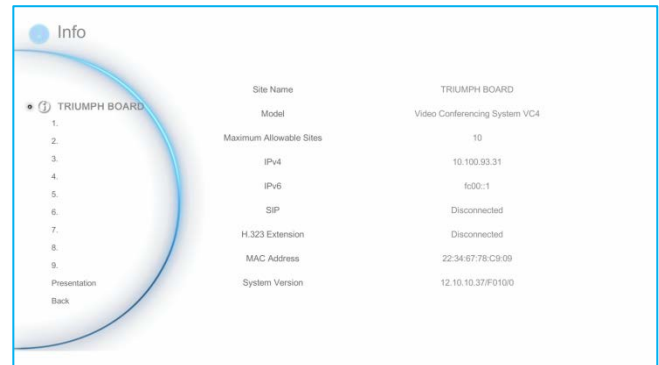 Info
TRIUMPH BOARD
1.
2.
3.
4.
5.
6.
7.
8.
9.
Presentation
Back
Site Name TRIUMPH BOARD
Model Video Conferencing System VC4
Maximum Allowable Sites 10
IPv4 10.100.93.31
IPv6 fc00::1
SIP Disconnected
H.323 Extension Disconnected
MAC Address 22:34:67:78:C9:09
System Version 12.10.10.37/F010/0